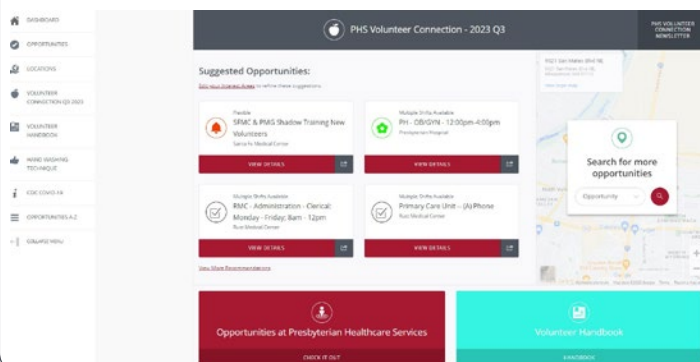 DASHBOARD
OPPORTUNITIES
LOCATIONS
VOLUNTEER
CONNECTION Q3 2023
VOLUNTEER
HANDBOOK
HAND WASHING
TECHNIQUE
CDC COVID-19
OPPORTUNITIES A-Z
COLLAPSE MENU
PHS Volunteer Connection - 2023 Q3
PHS VOLUNTEER
CONNECTION
NEWSLETTER
Suggested Opportunities:
Edit your Interest Areas to refine these suggestions
Flexible
SFMC & PMG Shadow Training New
Volunteers
Santa Fe Medical Center
VIEW DETAILS
Multiple Shifts Available
PH - OB/GYN - 12:00pm-4:00pm
Presbyterian Hospital
VIEW DETAILS
Multiple Shifts Available
RMC - Administration - Clerical:
Monday - Friday; 8am - 12pm
Rust Medical Center
VIEW DETAILS
Multiple Shifts Available
Primary Care Unit -- (A) Phone
Rust Medical Center
VIEW DETAILS
View More Recommendations
View larger map
Search for more
opportunities
Opportunity
Opportunities at Presbyterian Healthcare Services
CHECK IT OUT
Volunteer Handbook
HANDBOOK